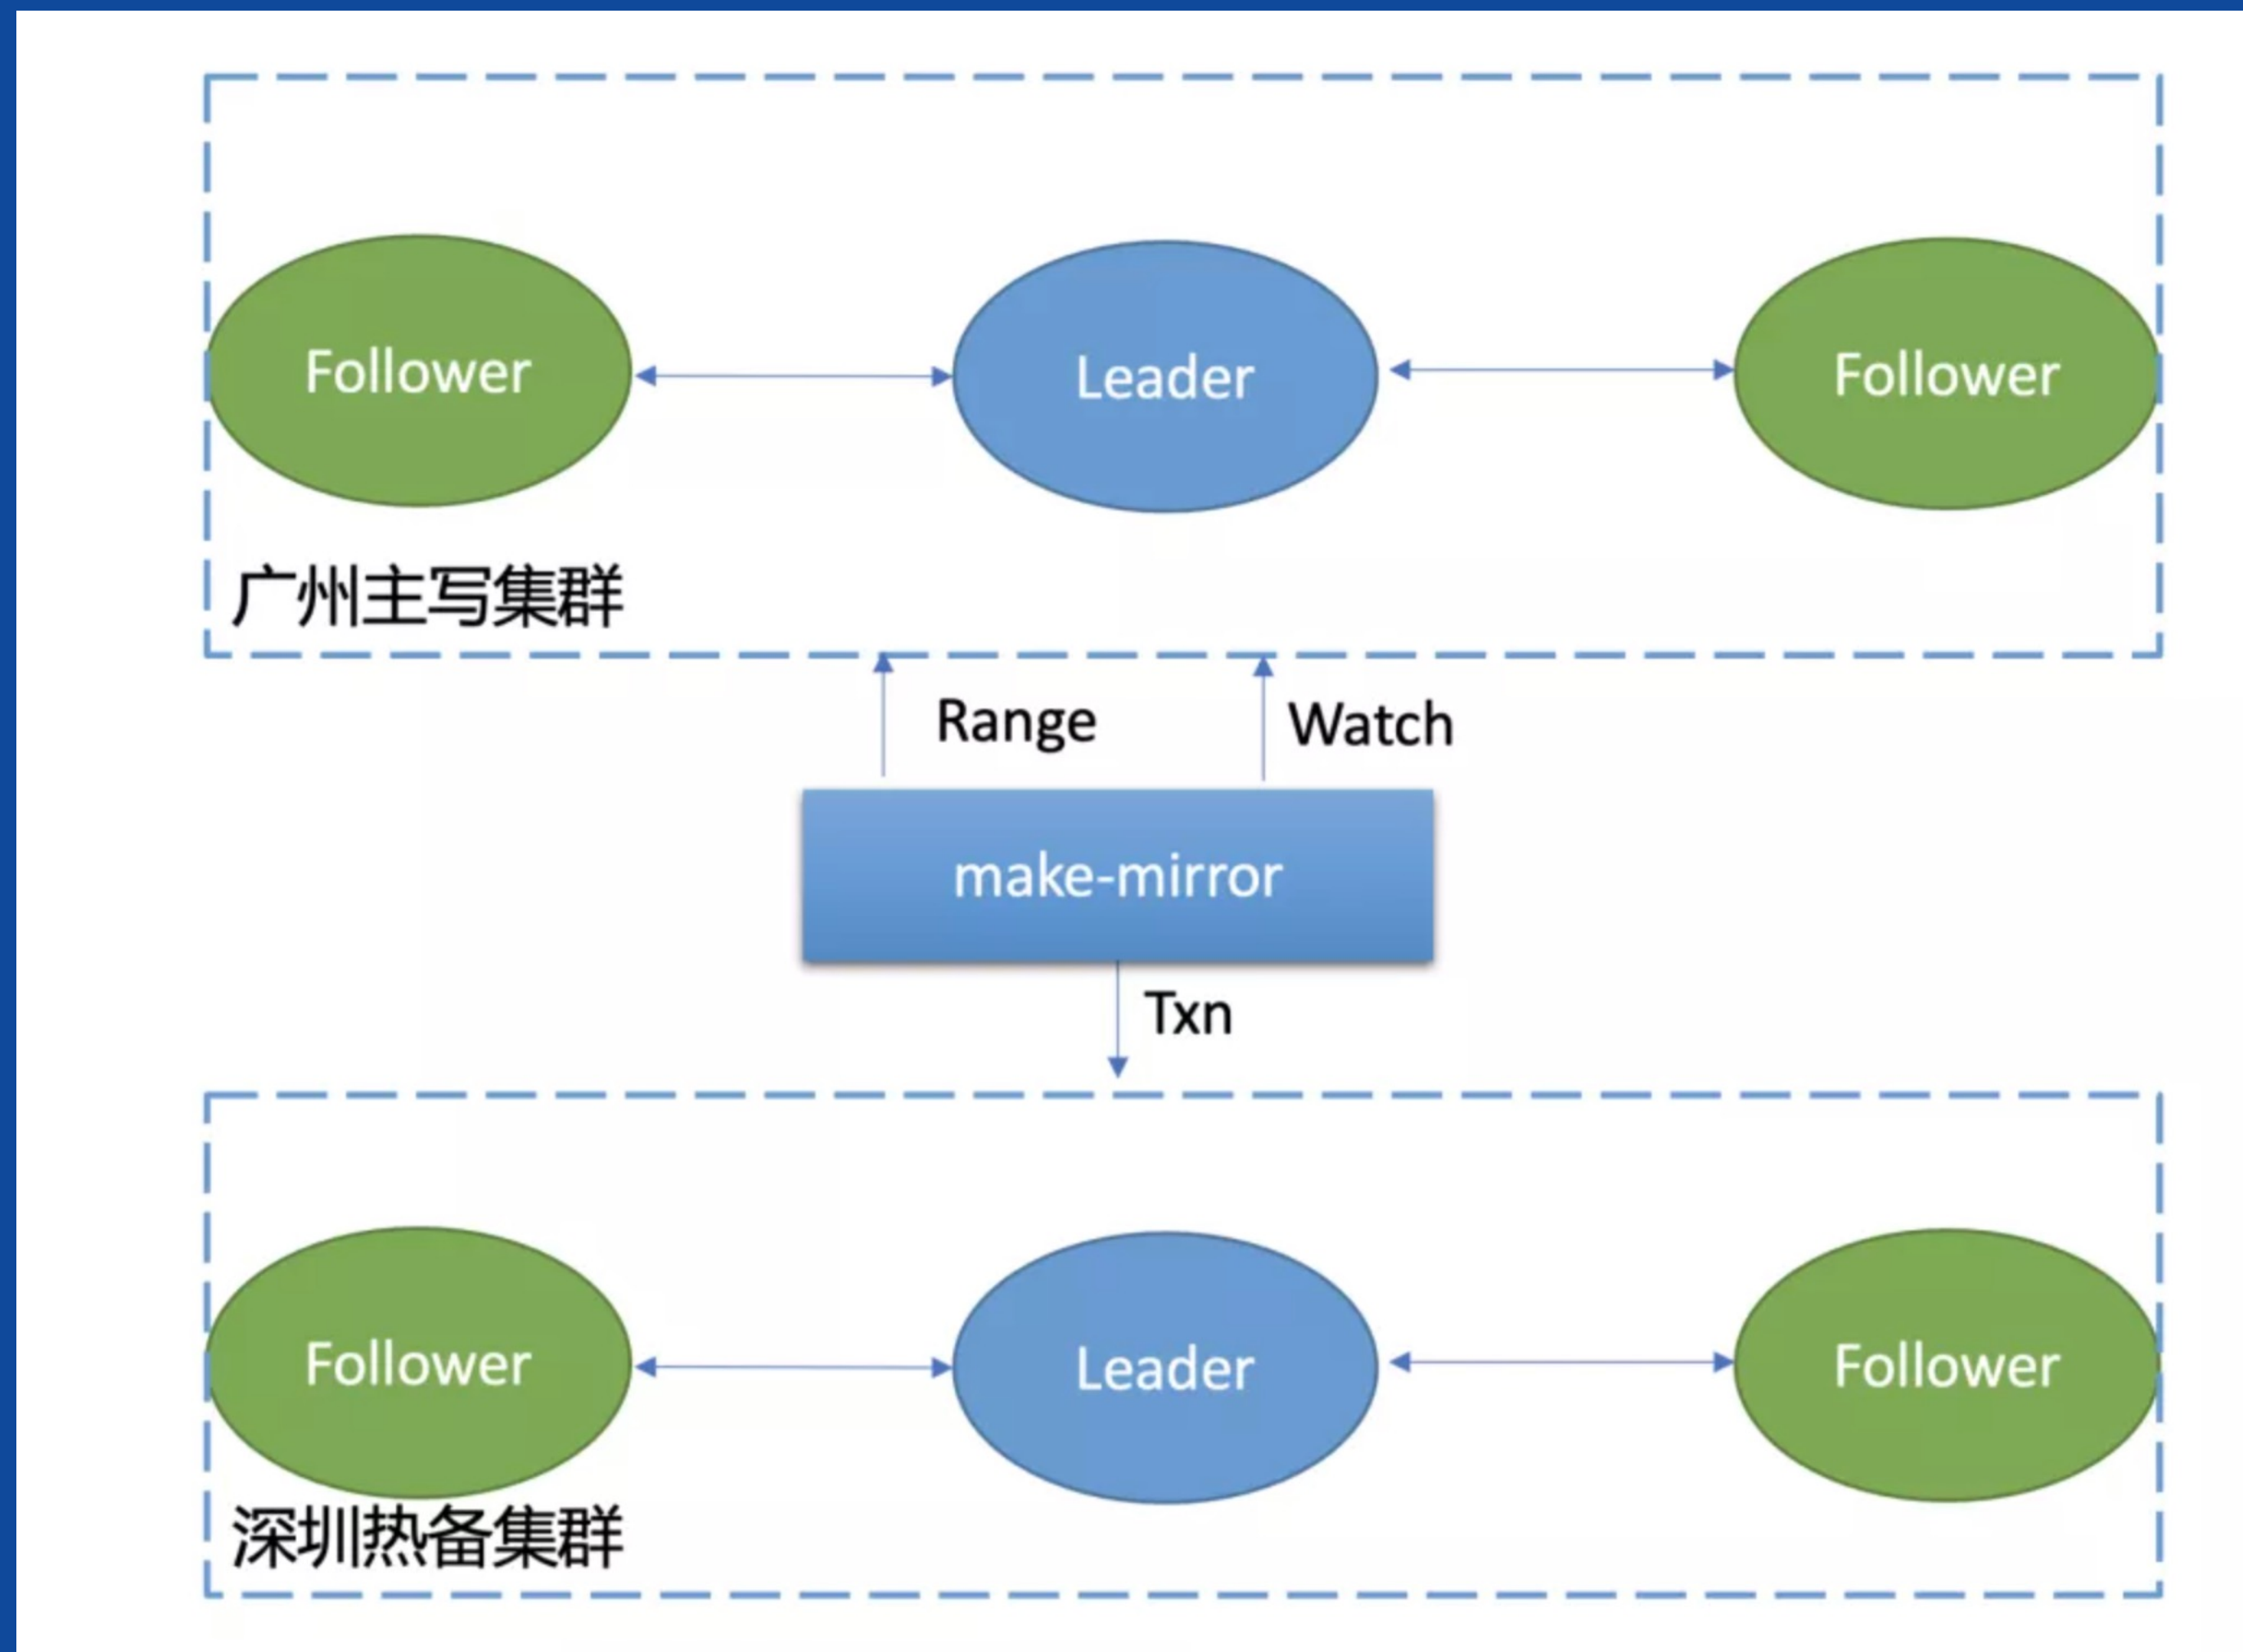 Follower
Leader
Follower
广州主写集群
Range
Watch
make-mirror
Txn
Follower
Leader
Follower
深圳热备集群